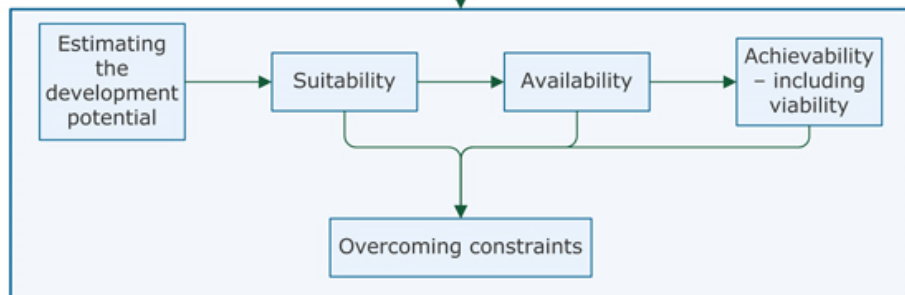 Estimating
the
development
potential
Suitability
Availability
Achievability
– including
viability
Overcoming constraints